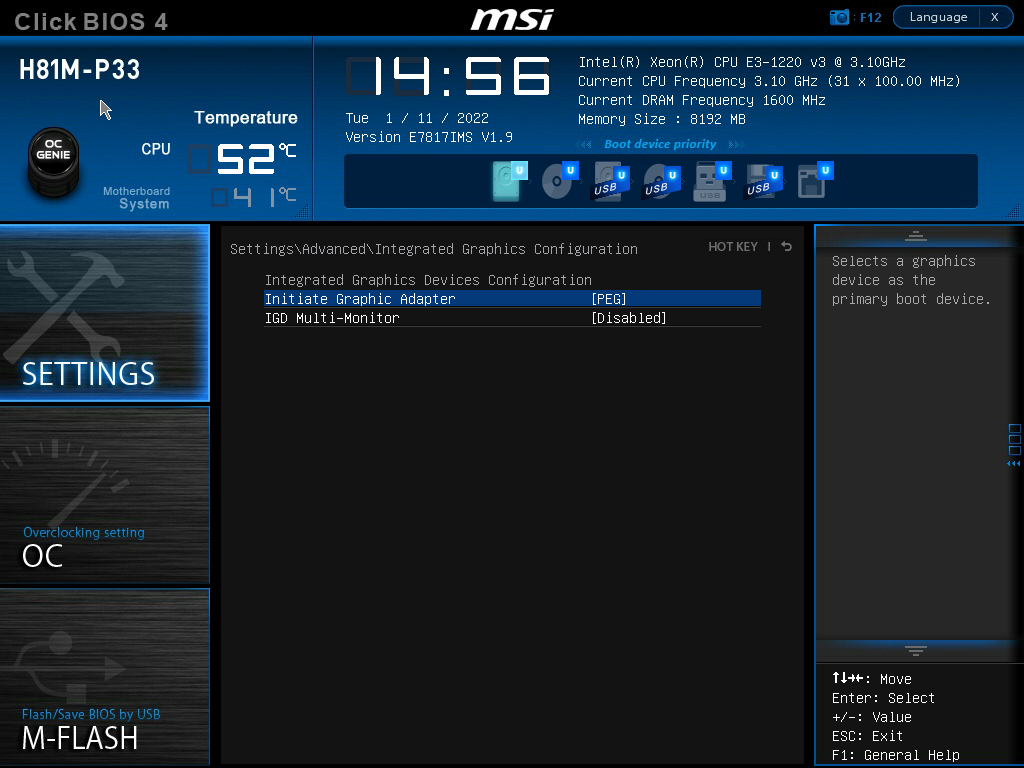 Click BIOS 4
msi
: F12
Language
X
H81M-P33
OC
GENIE
Temperature
CPU
52°C
Motherboard
System
41°C
14:56
Tue 1 / 11 / 2022
Version E7817IMS V1.9
Intel(R) Xeon(R) CPU E3-1220 v3 @ 3.10GHz
Current CPU Frequency 3.10 GHz (31 x 100.00 MHz)
Current DRAM Frequency 1600 MHz
Memory Size : 8192 MB
Boot device priority
U
U
USB U
USB U
USB U
USB U
U
SETTINGS
Overclocking setting
OC
Flash/Save BIOS by USB
M-FLASH
Settings\Advanced\Integrated Graphics Configuration
HOT KEY |
Integrated Graphics Devices Configuration
Initiate Graphic Adapter [PEG]
IGD Multi-Monitor [Disabled]
Selects a graphics
device as the
primary boot device.
↑↓→←: Move
Enter: Select
+/-: Value
ESC: Exit
F1: General Help